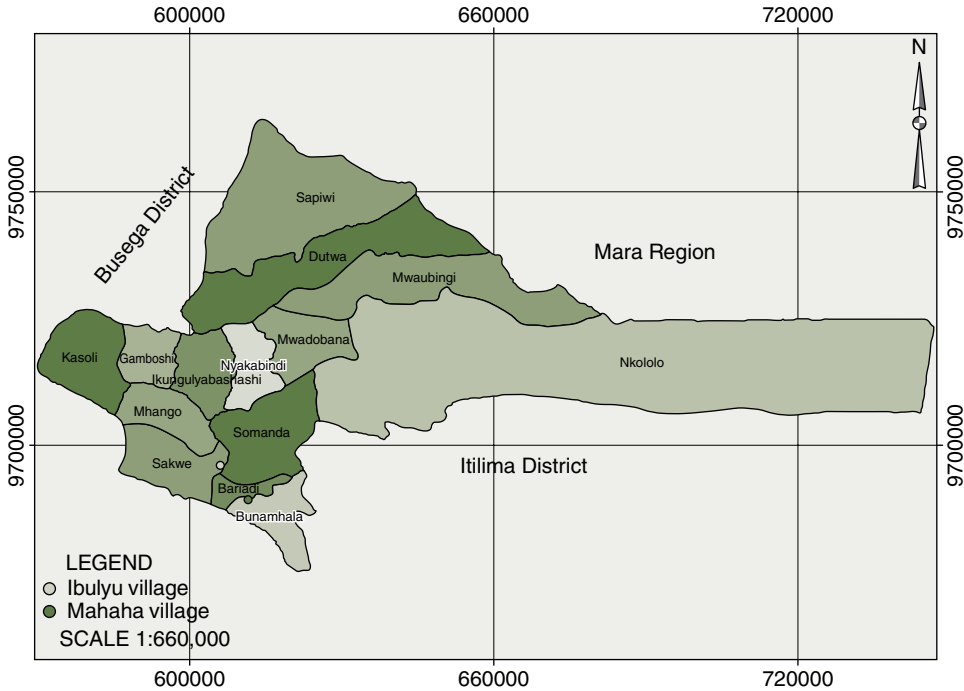 600000
660000
720000
N
9750000
9750000
Busega District
Sapiwi
Dutwa
Mara Region
Mwaubingi
Kasoli
Gamboshi
Nyakabindi
Mwadobana
Nkololo
Ikungulyabashashi
Mhango
Somanda
9700000
9700000
Sakwe
Itilima District
Bariadi
Bunamhala
LEGEND
Ibulyu village
Mahaha village
SCALE 1:660,000
600000
660000
720000